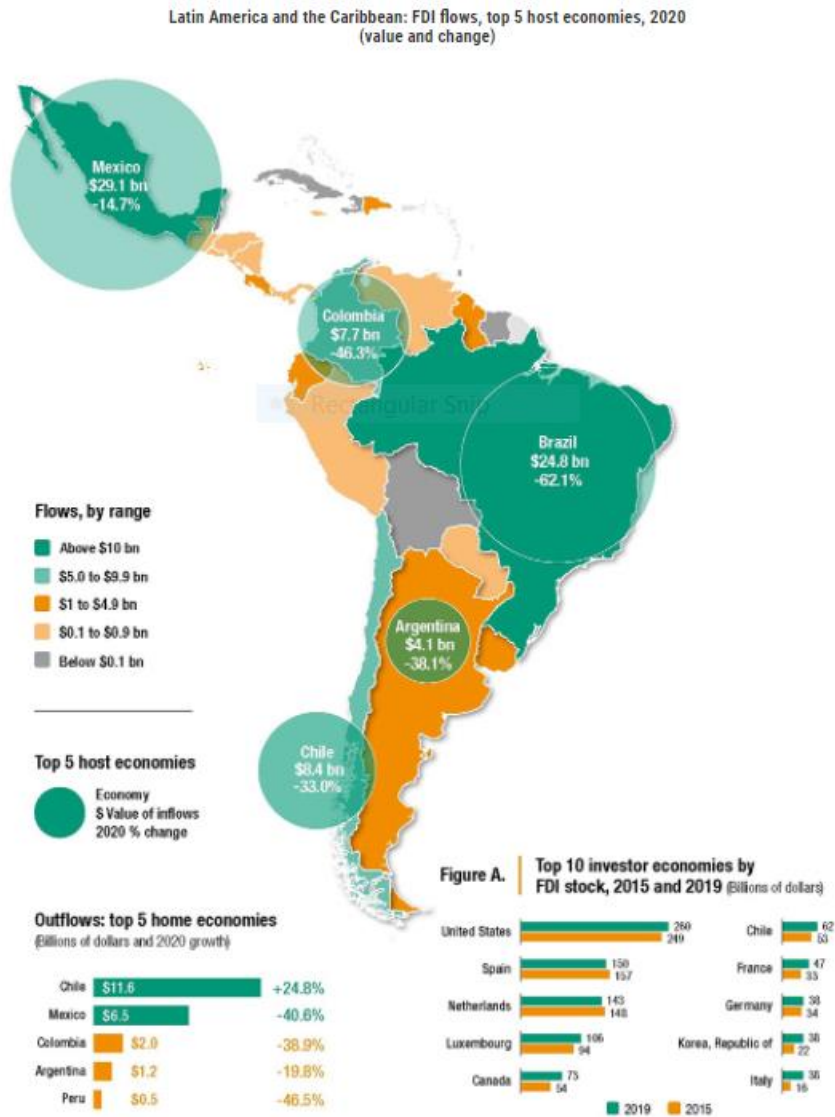 Latin America and the Caribbean: FDI flows, top 5 host economies, 2020
(value and change)
Mexico
$29.1 bn
-14.7%
Colombia
$7.7 bn
-46.3%
Rectangular Snip
Brazil
$24.8 bn
-62.1%
Flows, by range
Above $10 bn
$5.0 to $9.9 bn
$1 to $4.9 bn
$0.1 to $0.9 bn
Below $0.1 bn
Argentina
$4.1 bn
-38.1%
Top 5 host economies
Economy
$ Value of inflows
2020 % change
Chile
$8.4 bn
-33.0%
Outflows: top 5 home economies
(Billions of dollars and 2020 growth)
Chile $11.6 +24.8%
Mexico $6.5 -40.6%
Colombia $2.0 -38.9%
Argentina $1.2 -19.8%
Peru $0.5 -46.5%
Figure A. Top 10 investor economies by
FDI stock, 2015 and 2019 (Billions of dollars)
United States 260
249
Spain 150
157
Netherlands 143
148
Luxembourg 106
94
Canada 73
54
Chile 62
53
France 47
33
Germany 38
34
Korea, Republic of 38
22
Italy 36
16
2019 2015